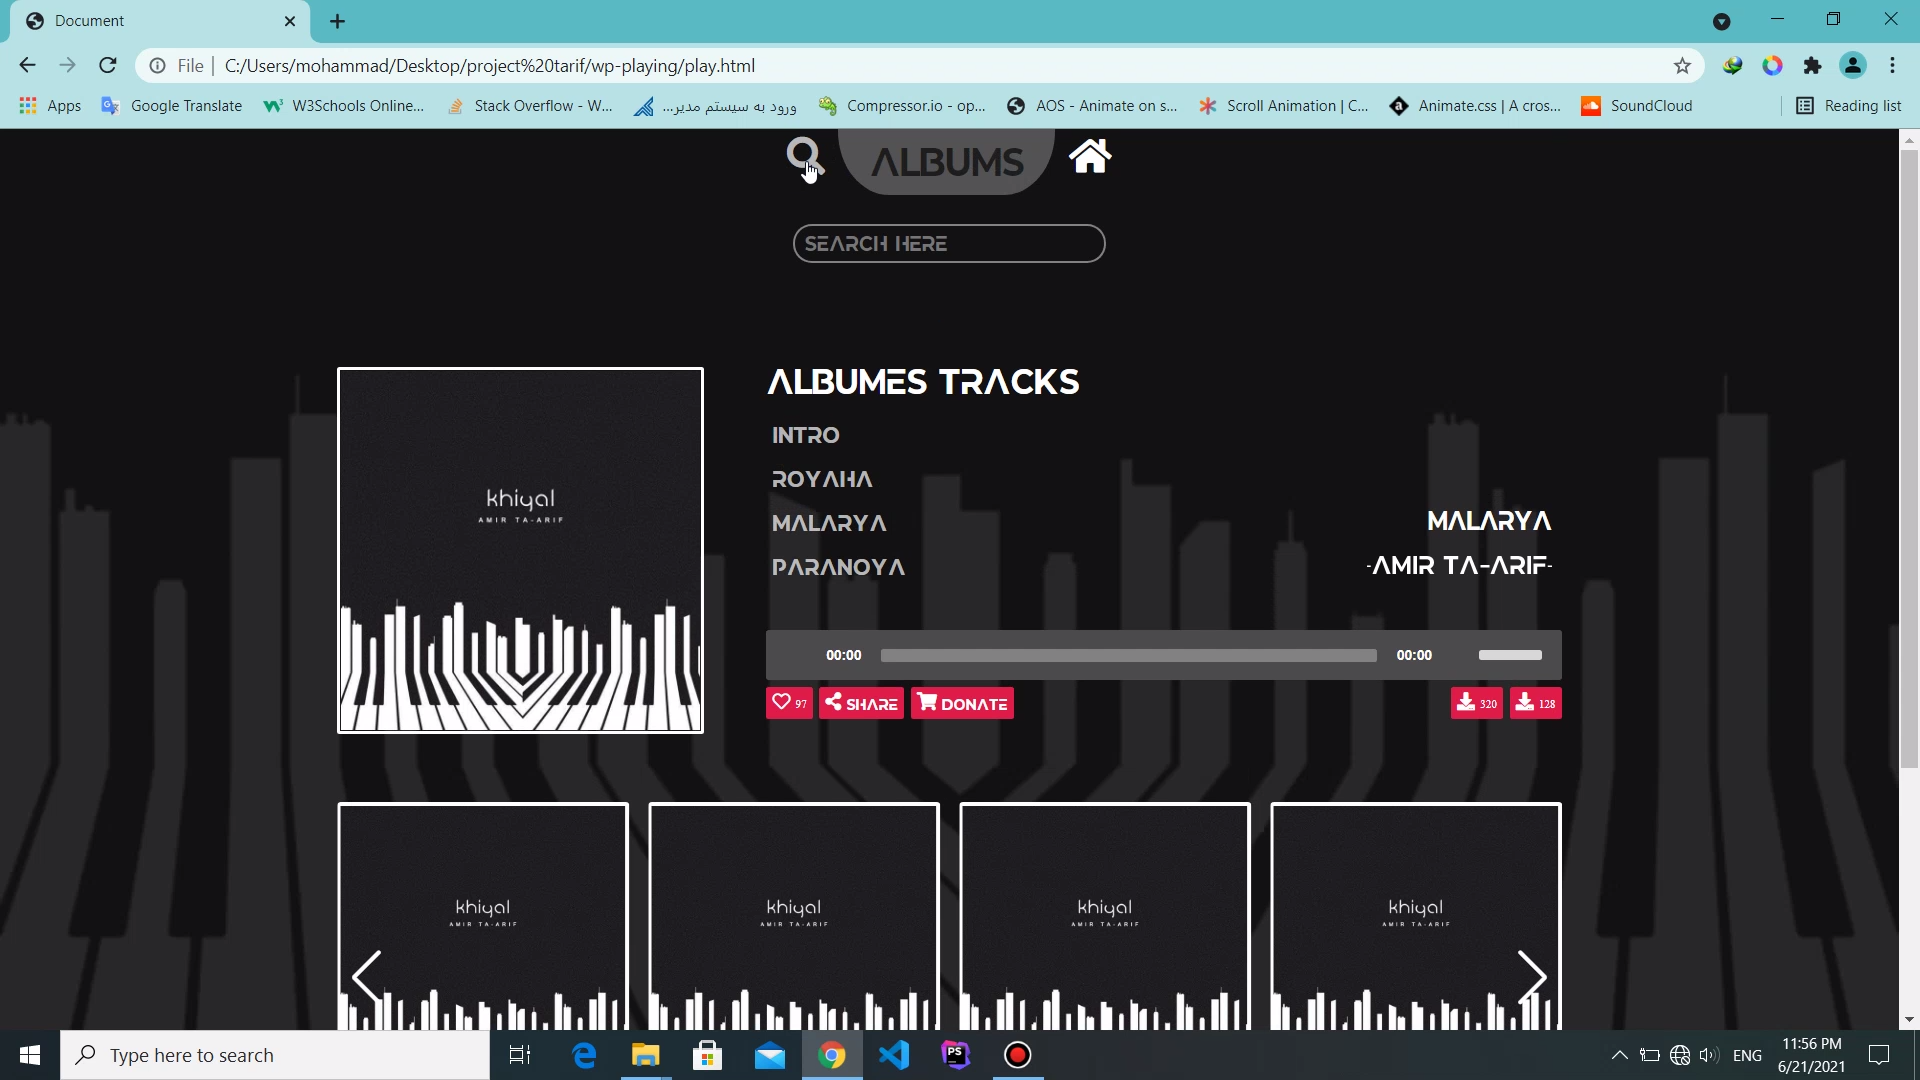 Document
File
C:/Users/mohammad/Desktop/project%20tarif/wp-playing/play.html
Apps
Google Translate
W3Schools Online...
Stack Overflow - W...
ورود به سیستم مدیر...
Compressor.io - op...
AOS - Animate on s...
Scroll Animation | C...
Animate.css | A cros...
SoundCloud
Reading list
ALBUMS
SEARCH HERE
khiyal
AMIR TA-ARIF
ALBUMES TRACKS
INTRO
ROYAHA
MALARYA
PARANOYA
MALARYA
-AMIR TA-ARIF-
00:00
00:00
97
SHARE
DONATE
320
128
khiyal
AMIR TA-ARIF
khiyal
AMIR TA-ARIF
khiyal
AMIR TA-ARIF
khiyal
AMIR TA-ARIF
Type here to search
PS
ENG
11:56 PM
6/21/2021